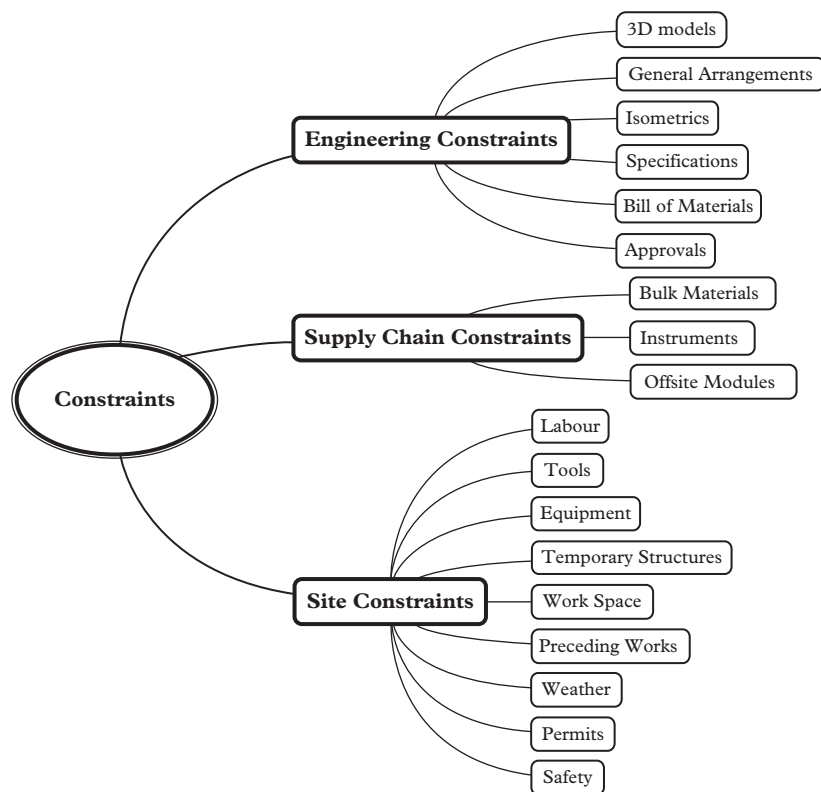 Constraints
Engineering Constraints
3D models
General Arrangements
Isometrics
Specifications
Bill of Materials
Approvals
Supply Chain Constraints
Bulk Materials
Instruments
Offsite Modules
Site Constraints
Labour
Tools
Equipment
Temporary Structures
Work Space
Preceding Works
Weather
Permits
Safety